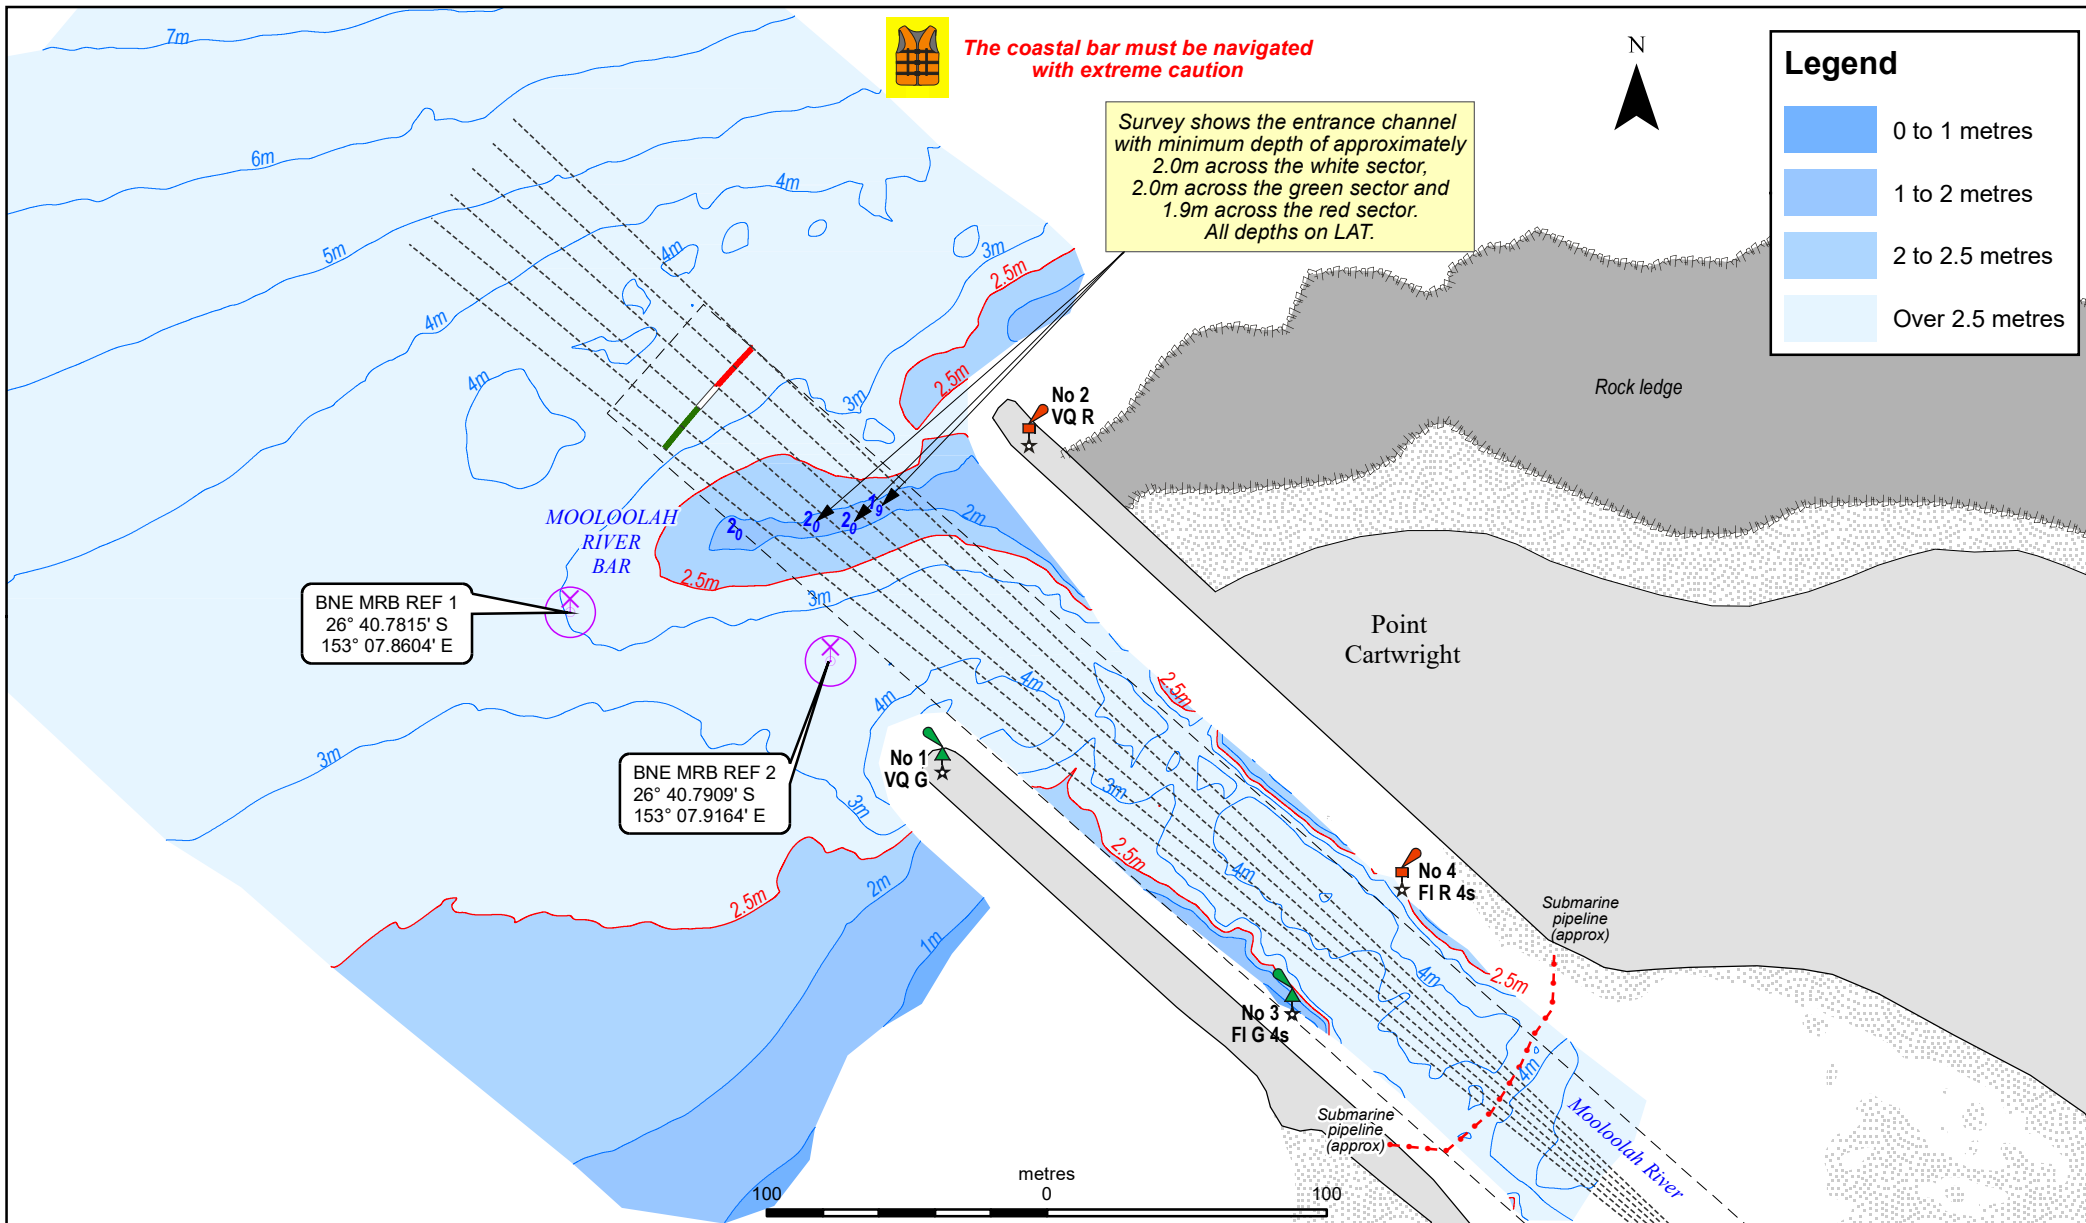 7m
6m
5m
4m
4m
4m
4m
3m
2.5m
2.5m
3m
The coastal bar must be navigated
with extreme caution
Survey shows the entrance channel
with minimum depth of approximately
2.0m across the white sector,
2.0m across the green sector and
1.9m across the red sector.
All depths on LAT.
N
Legend
0 to 1 metres
1 to 2 metres
2 to 2.5 metres
Over 2.5 metres
Rock ledge
No 2
VQ R
MOOLOOLAH
RIVER
BAR
2₀
2₀
2₀
1₉
2m
2.5m
3m
BNE MRB REF 1
26° 40.7815' S
153° 07.8604' E
Point
Cartwright
4m
4m
2.5m
3m
BNE MRB REF 2
26° 40.7909' S
153° 07.9164' E
No 1
VQ G
3m
3m
2.5m
4m
2.5m
2m
1m
No 4
Fl R 4s
Submarine
pipeline
(approx)
4m
2.5m
No 3
Fl G 4s
4m
Submarine
pipeline
(approx)
Mooloolah River
metres
100
0
100